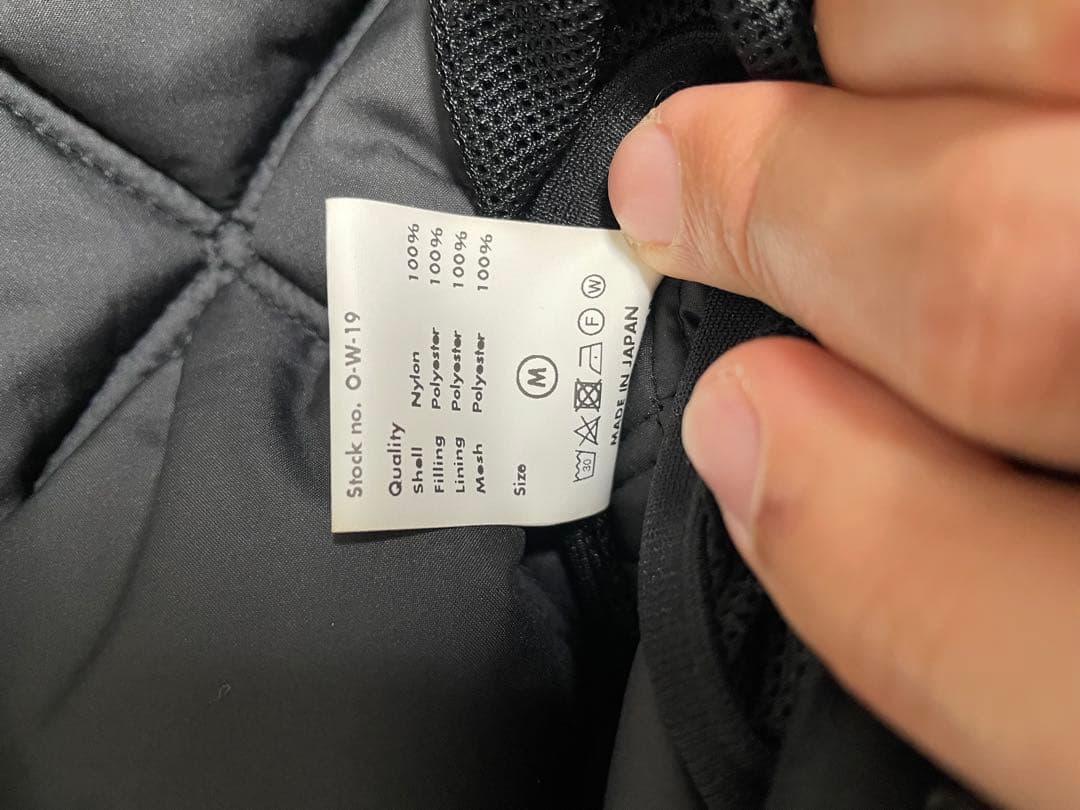 Stock no. O-W-19
Quality
Shell Nylon 100%
Filling Polyester 100%
Lining Polyester 100%
Mesh Polyester 100%
Size M
30 F W
MADE IN JAPAN